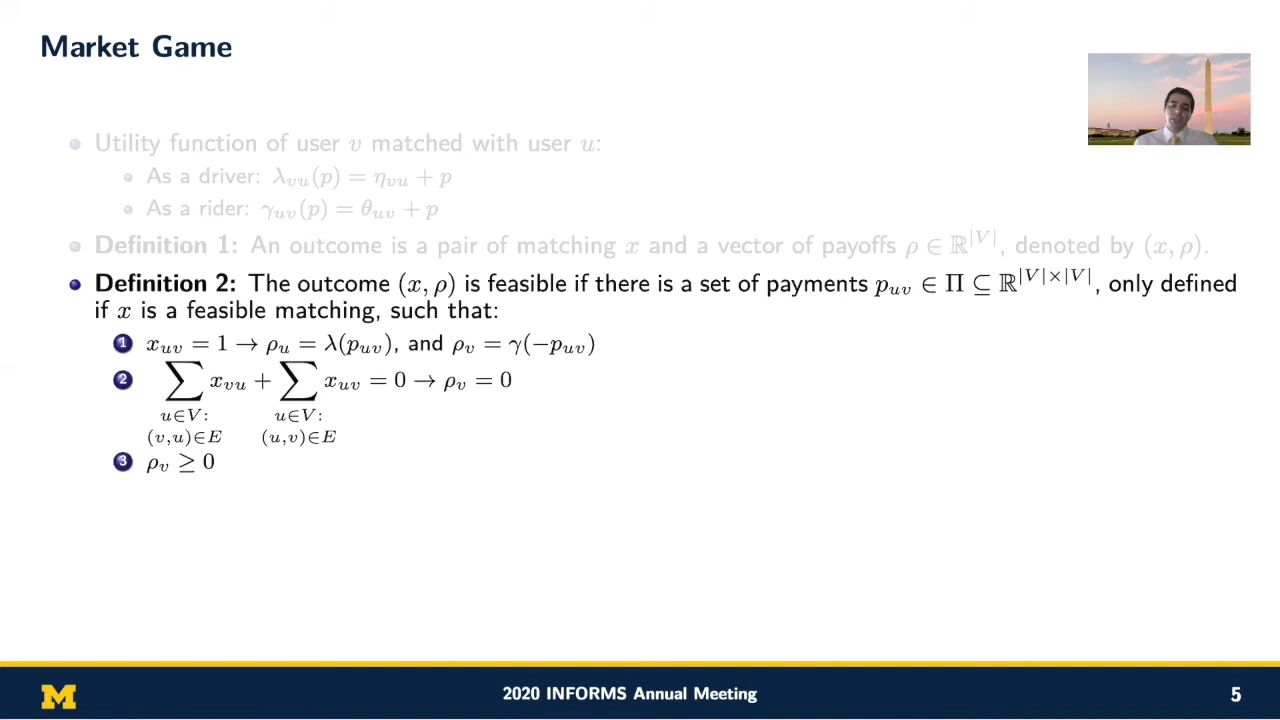 Market Game
Utility function of user v matched with user u:
As a driver: λ_{vu}(p) = η_{vu} + p
As a rider: γ_{uv}(p) = θ_{uv} + p
Definition 1: An outcome is a pair of matching x and a vector of payoffs ρ ∈ ℝ^{|V|}, denoted by (x, ρ).
Definition 2: The outcome (x, ρ) is feasible if there is a set of payments p_{uv} ∈ Π ⊆ ℝ^{|V|×|V|}, only defined
if x is a feasible matching, such that:
1 x_{uv} = 1 → ρ_u = λ(p_{uv}), and ρ_v = γ(−p_{uv})
2 ∑_{u∈V:(v,u)∈E} x_{vu} + ∑_{u∈V:(u,v)∈E} x_{uv} = 0 → ρ_v = 0
3 ρ_v ≥ 0
M
2020 INFORMS Annual Meeting
5